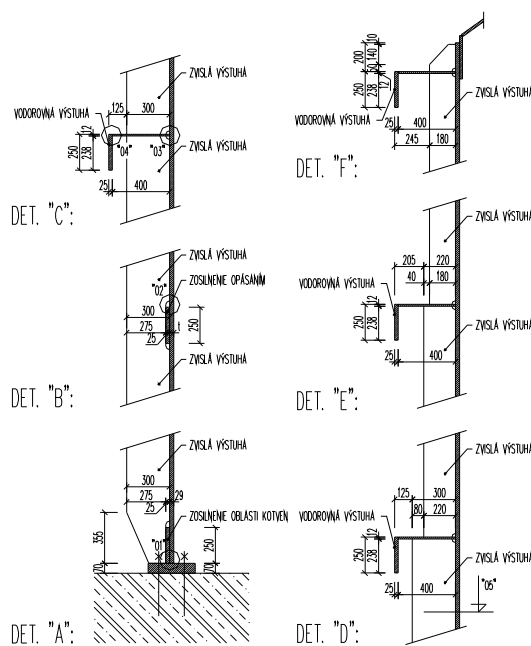 ZVISLÁ VÝSTUHA
125 300
VODOROVNÁ VÝSTUHA
12
250 238
"04" "03"
ZVISLÁ VÝSTUHA
25 400
DET. "C":
10
200 140
50
ZVISLÁ VÝSTUHA
12
250 238
VODOROVNÁ VÝSTUHA
25 400
245 180
DET. "F":
ZVISLÁ VÝSTUHA
"02"
ZOSILNENIE OPÁSANÍM
300
275 t
25 250
ZVISLÁ VÝSTUHA
DET. "B":
ZVISLÁ VÝSTUHA
205 220
40 180
VODOROVNÁ VÝSTUHA
12
250 238
ZVISLÁ VÝSTUHA
25 400
DET. "E":
ZVISLÁ VÝSTUHA
300
275 29
25
ZOSILNENIE OBLASTI KOTVEN
355 250
"01"
70 70
DET. "A":
ZVISLÁ VÝSTUHA
125 300
80 220
VODOROVNÁ VÝSTUHA
12
250 238
ZVISLÁ VÝSTUHA
25 400
"05"
DET. "D":